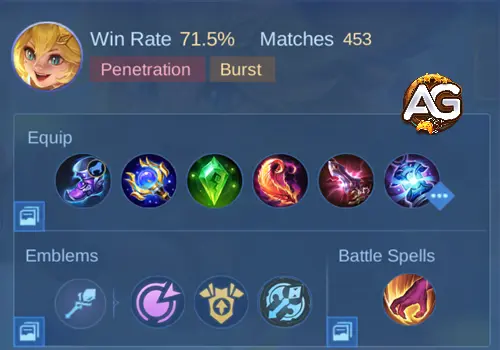 Win Rate 71.5% Matches 453
Penetration Burst
AG
Equip
Emblems Battle Spells